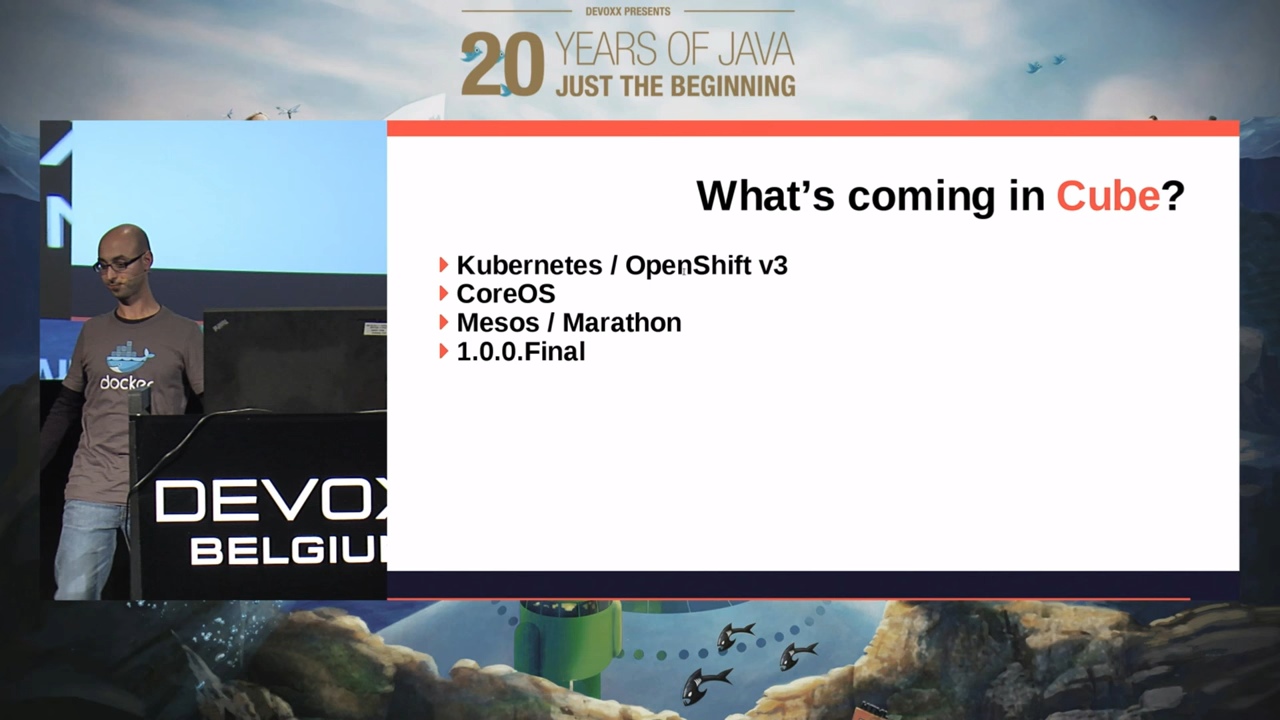 DEVOXX PRESENTS
20 YEARS OF JAVA
JUST THE BEGINNING
What’s coming in Cube?
Kubernetes / OpenShift v3
CoreOS
Mesos / Marathon
1.0.0.Final
docker
DEVOX
BELGIU